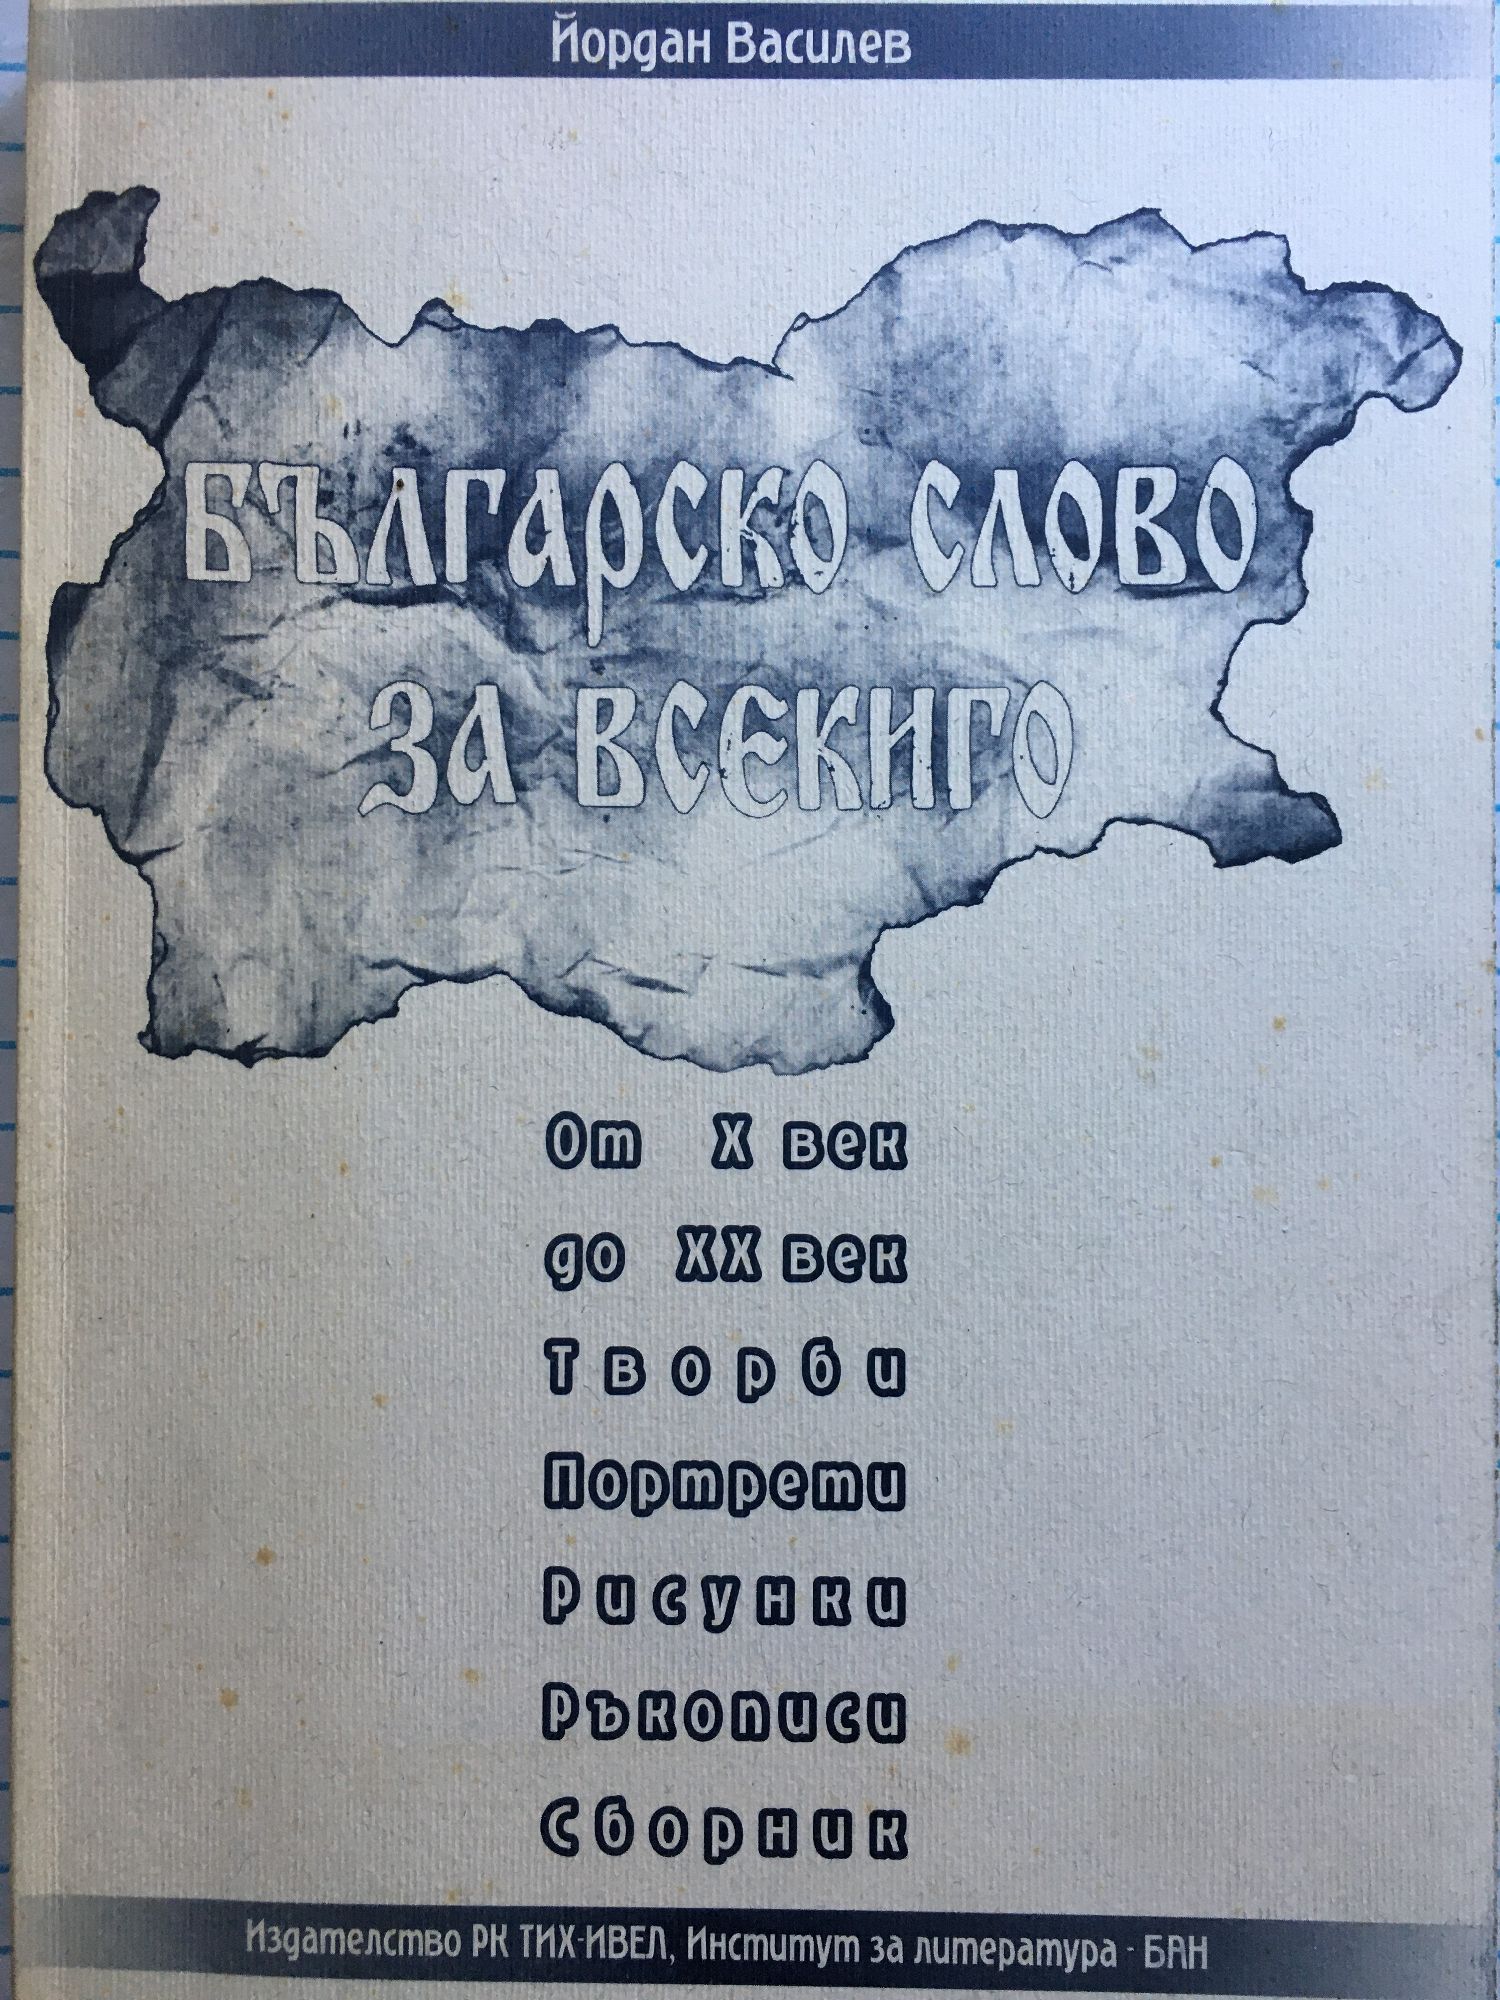 Йордан Василев
БЪЛГАРСКО СЛОВО
ЗА ВСЕКИГО
От X век
до XX век
Творби
Портрети
Рисунки
Ръкописи
Сборник
Издателство РК ТИХ-ИВЕЛ, Институт за литература - БАН